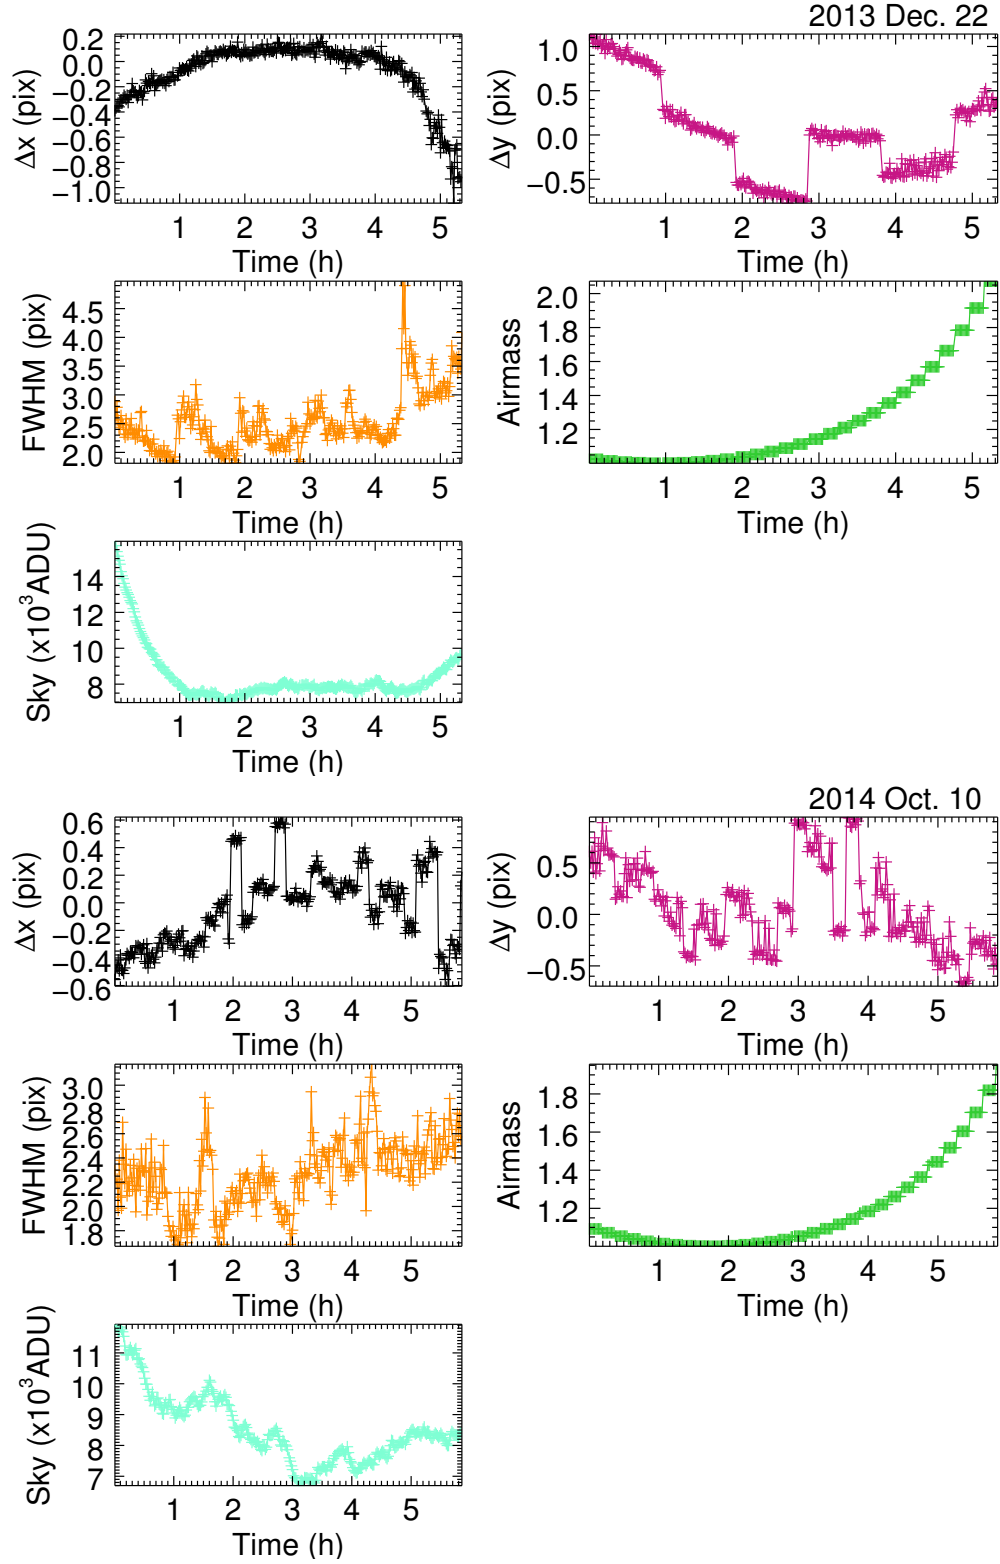 2013 Dec. 22
0.2
0.0
−0.2
−0.4
−0.6
−0.8
−1.0
Δx (pix)
1 2 3 4 5
Time (h)
1.0
0.5
0.0
−0.5
Δy (pix)
1 2 3 4 5
Time (h)
4.5
4.0
3.5
3.0
2.5
2.0
FWHM (pix)
1 2 3 4 5
Time (h)
2.0
1.8
1.6
1.4
1.2
Airmass
1 2 3 4 5
Time (h)
14
12
10
8
Sky (x10³ADU)
1 2 3 4 5
Time (h)
2014 Oct. 10
0.6
0.4
0.2
0.0
−0.2
−0.4
−0.6
Δx (pix)
1 2 3 4 5
Time (h)
0.5
0.0
−0.5
Δy (pix)
1 2 3 4 5
Time (h)
3.0
2.8
2.6
2.4
2.2
2.0
1.8
FWHM (pix)
1 2 3 4 5
Time (h)
1.8
1.6
1.4
1.2
Airmass
1 2 3 4 5
Time (h)
11
10
9
8
7
Sky (x10³ADU)
1 2 3 4 5
Time (h)